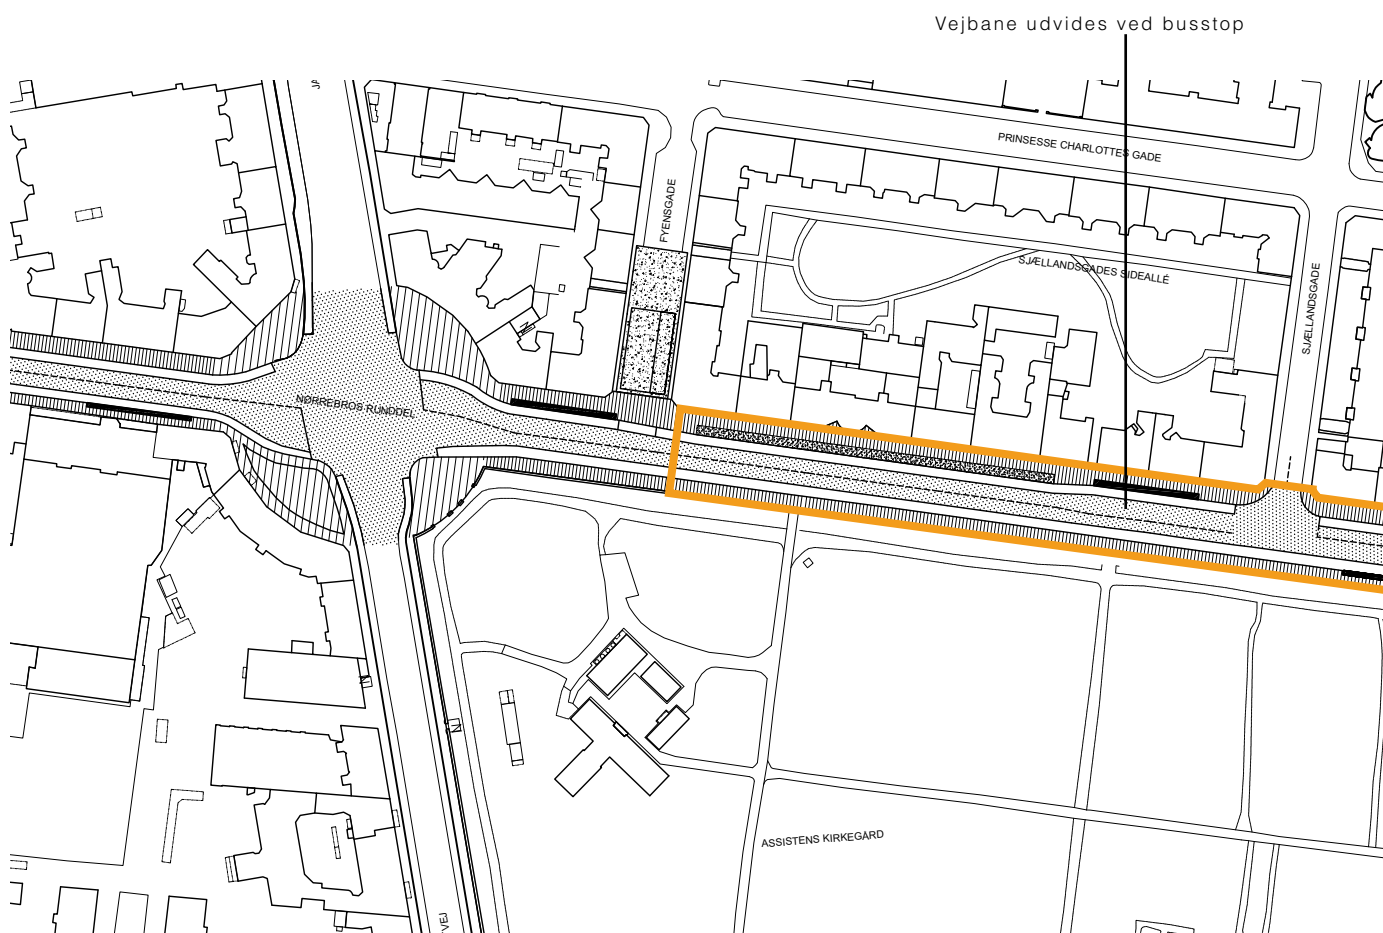 Vejbane udvides ved busstop
PRINSESSE CHARLOTTES GADE
FYENSGADE
SJÆLLANDSGADES SIDEALLÉ
SJÆLLANDSGADE
NØRREBROS RUNDDEL
ASSISTENS KIRKEGÅRD